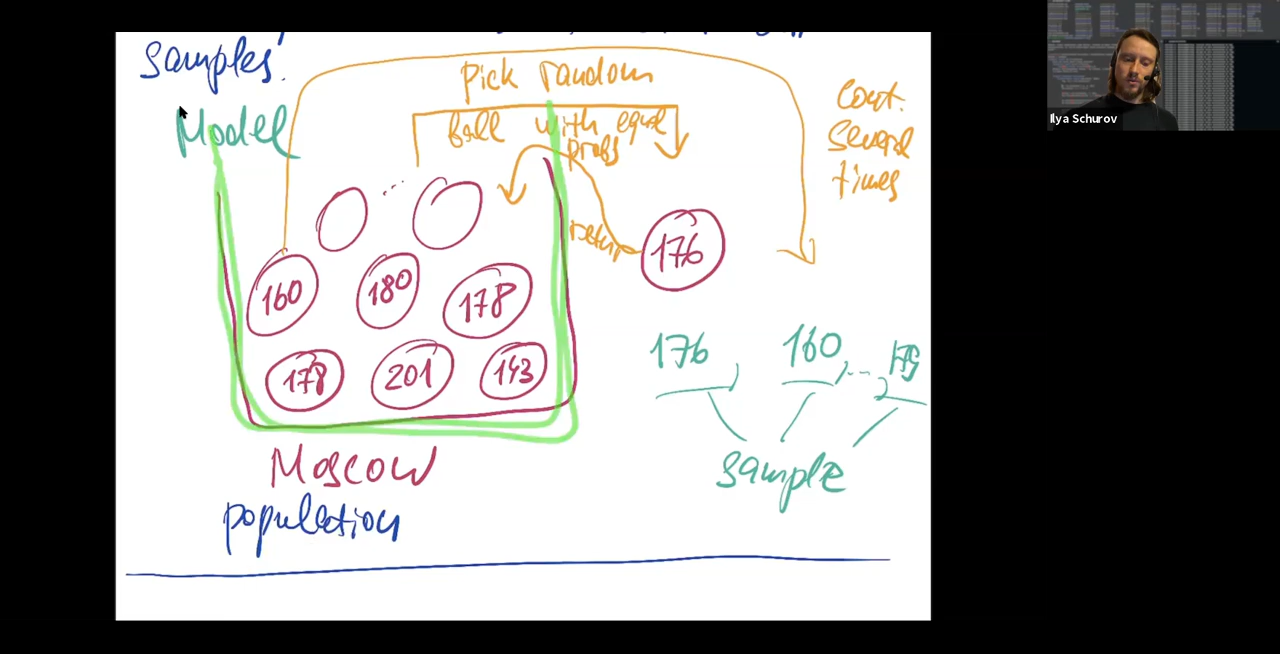 samples.
Model
Pick random
ball with equal
probs
cont.
several
times
return
176
160
180
178
178
201
143
176, 160, ...,
sample
Moscow
population
Ilya Schurov